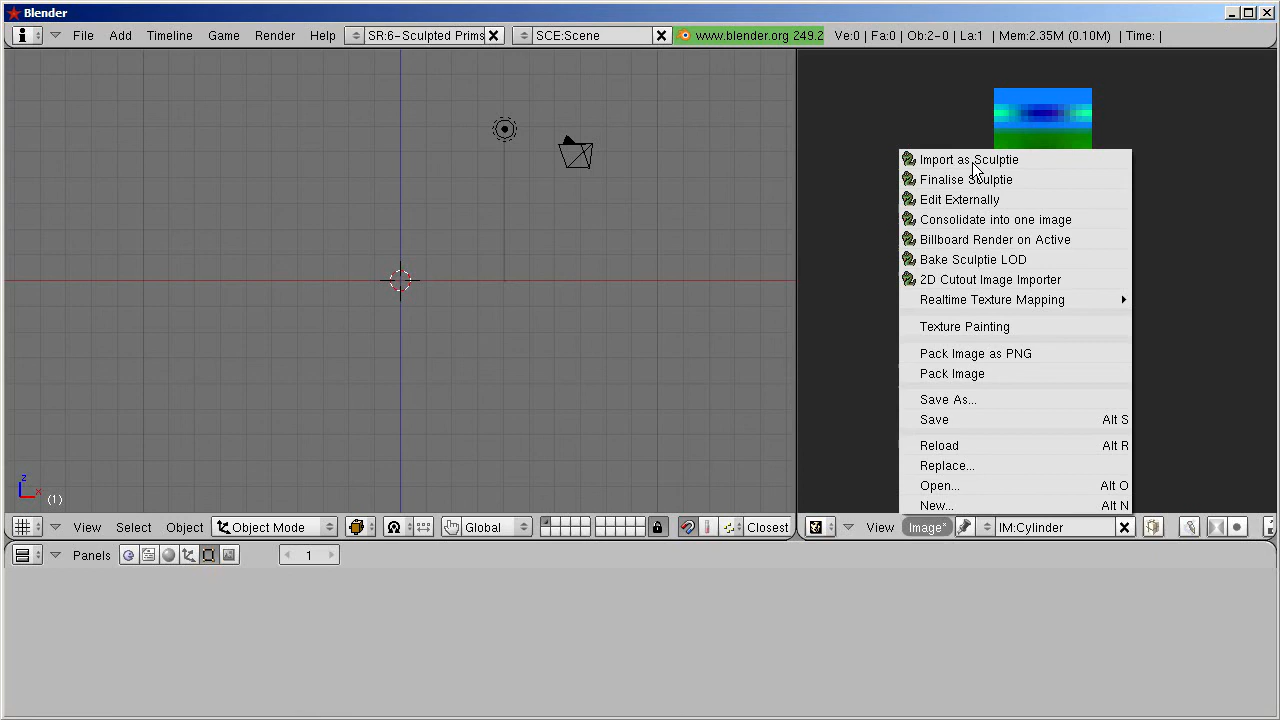 Blender
File Add Timeline Game Render Help SR:6-Sculpted Prims SCE:Scene www.blender.org 249.2 Ve:0 | Fa:0 | Ob:2-0 | La:1 | Mem:2.35M (0.10M) | Time: |
Import as Sculptie
Finalise Sculptie
Edit Externally
Consolidate into one image
Billboard Render on Active
Bake Sculptie LOD
2D Cutout Image Importer
Realtime Texture Mapping
Texture Painting
Pack Image as PNG
Pack Image
Save As...
Save Alt S
Reload Alt R
Replace...
Open... Alt O
New... Alt N
z
x
(1)
View Select Object Object Mode Global Closest
View Image* IM:Cylinder
Panels 1